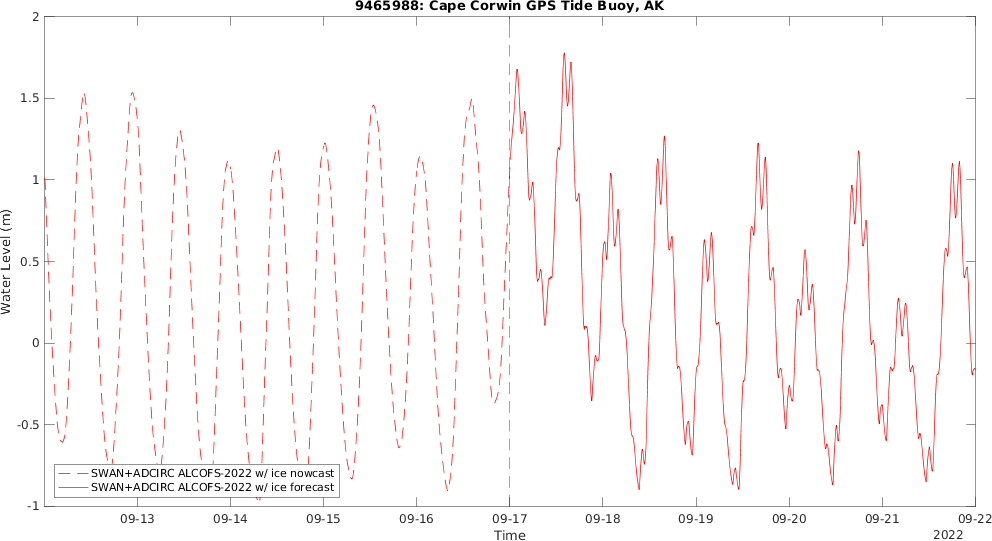 9465988: Cape Corwin GPS Tide Buoy, AK
2
1.5
1
0.5
0
-0.5
-1
Water Level (m)
SWAN+ADCIRC ALCOFS-2022 w/ ice nowcast
SWAN+ADCIRC ALCOFS-2022 w/ ice forecast
09-13 09-14 09-15 09-16 09-17 09-18 09-19 09-20 09-21 09-22
Time
2022